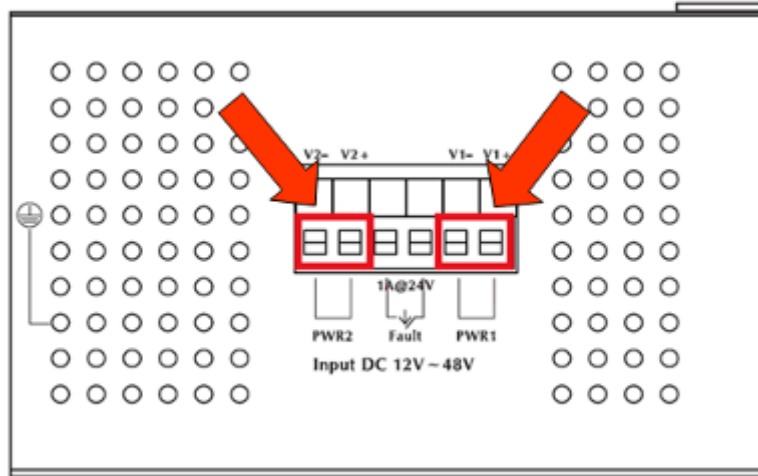 V2- V2+ V1- V1+
1A@24V
PWR2 Fault PWR1
Input DC 12V ~ 48V